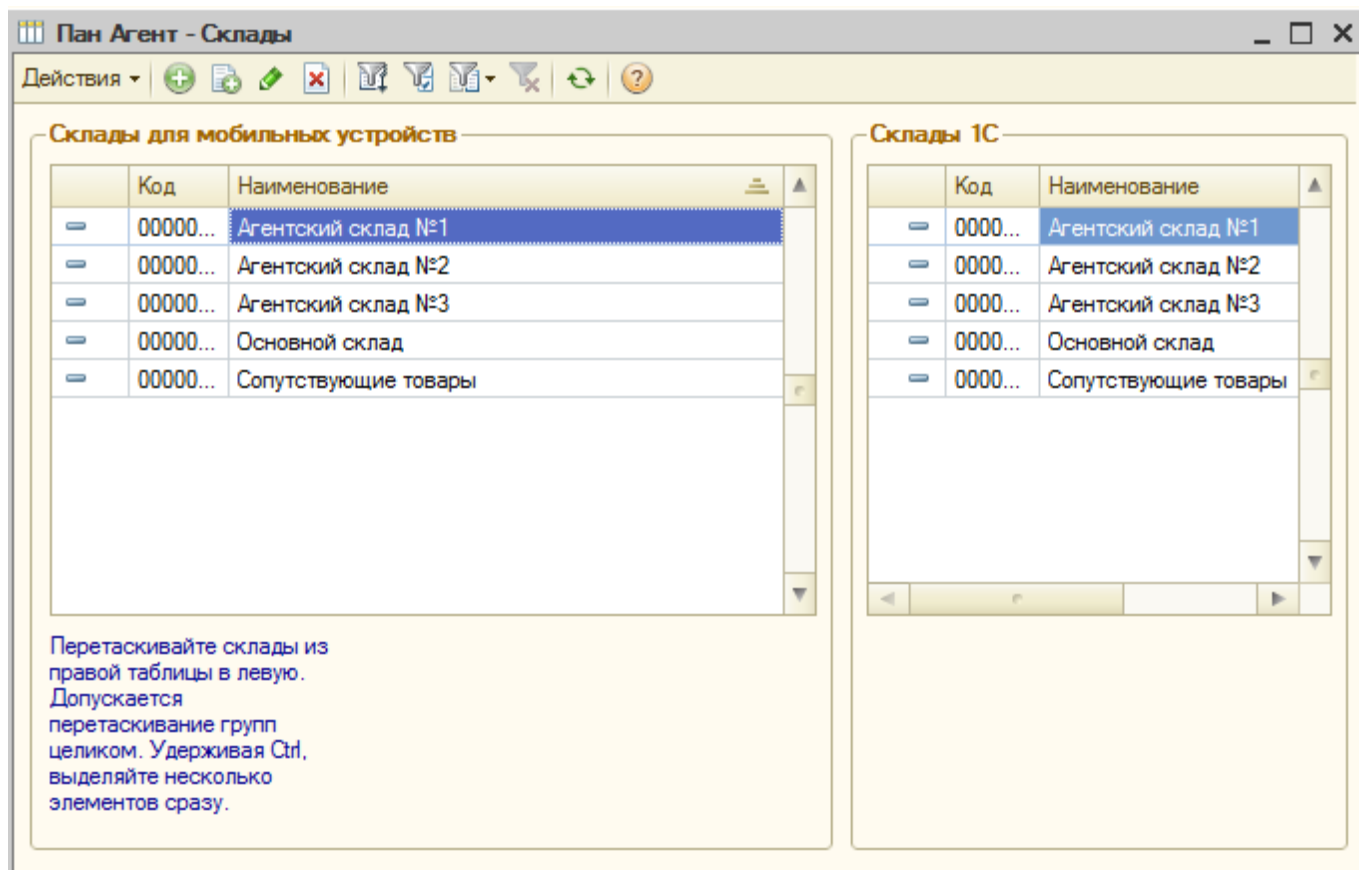 Пан Агент - Склады
Действия
Склады для мобильных устройств
Код Наименование
00000... Агентский склад №1
00000... Агентский склад №2
00000... Агентский склад №3
00000... Основной склад
00000... Сопутствующие товары
Перетаскивайте склады из
правой таблицы в левую.
Допускается
перетаскивание групп
целиком. Удерживая Ctrl,
выделяйте несколько
элементов сразу.
Склады 1С
Код Наименование
0000... Агентский склад №1
0000... Агентский склад №2
0000... Агентский склад №3
0000... Основной склад
0000... Сопутствующие товары